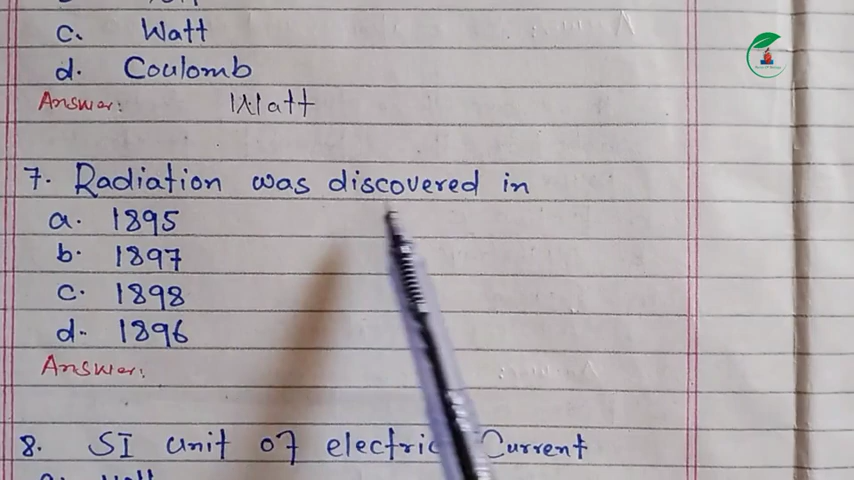 c. Watt
d. Coulomb
Answer: Watt
7. Radiation was discovered in
a. 1895
b. 1897
c. 1898
d. 1896
Answer:
8. SI unit of electric Current